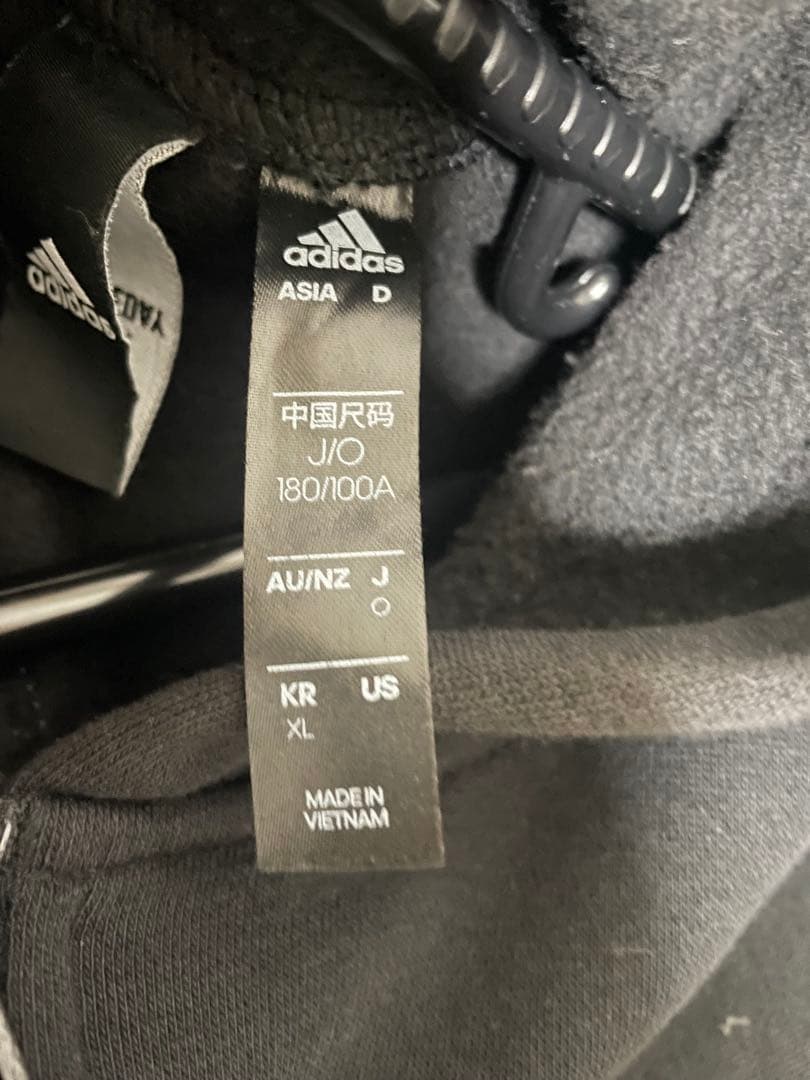 adidas
ASIA D
中国尺码
J/O
180/100A
AU/NZ J
O
KR US
XL
MADE IN
VIETNAM
adidas